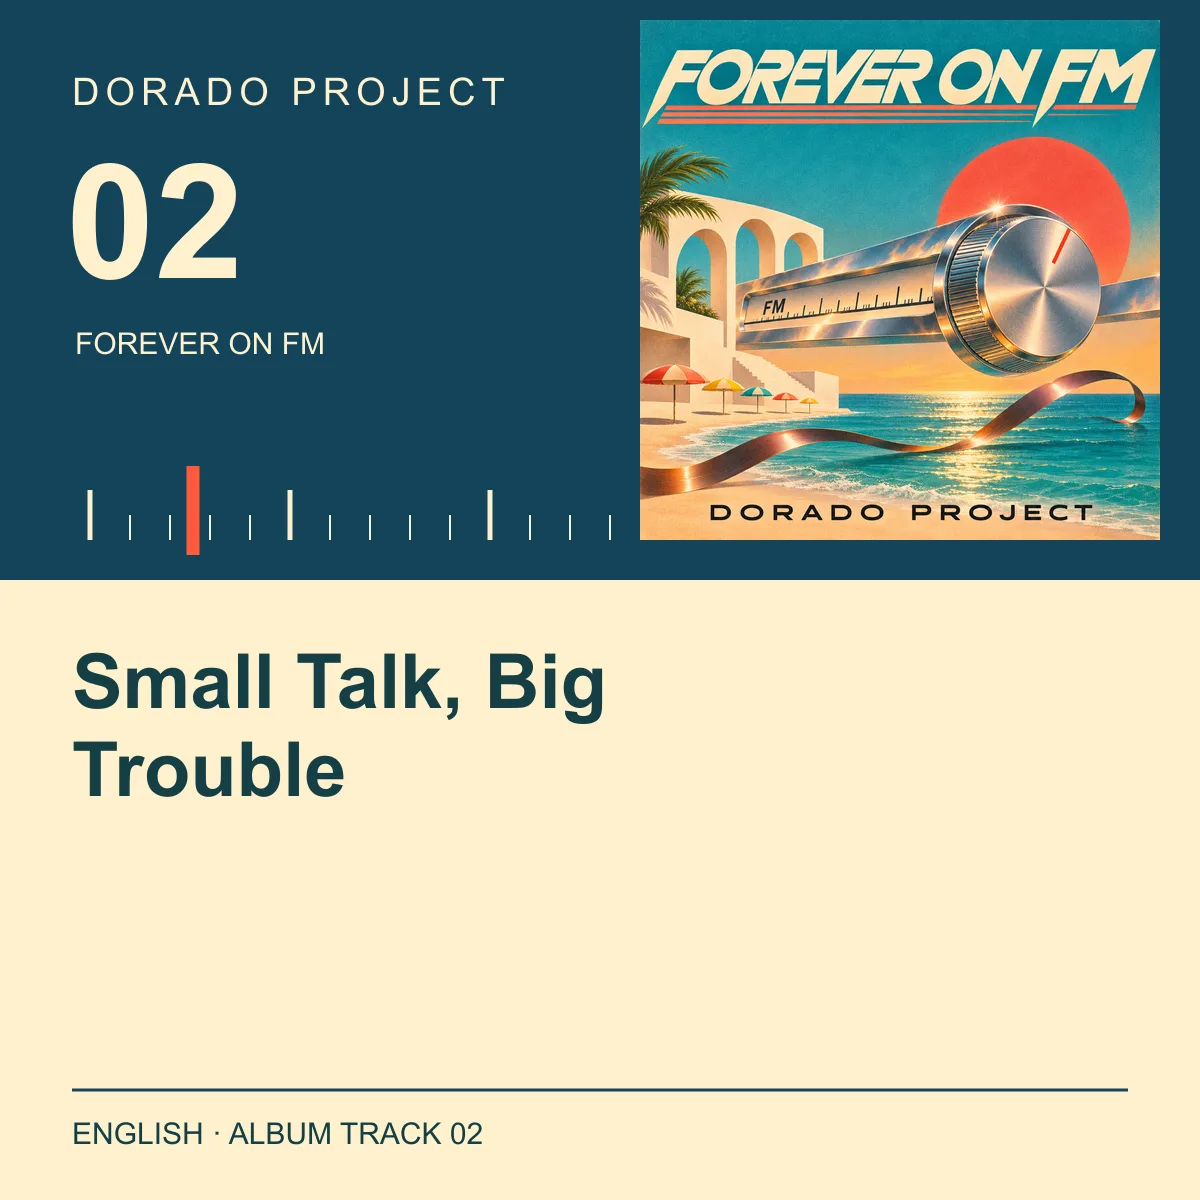 DORADO PROJECT
02
FOREVER ON FM
FOREVER ON FM
FM
DORADO PROJECT
Small Talk, Big
Trouble
ENGLISH · ALBUM TRACK 02